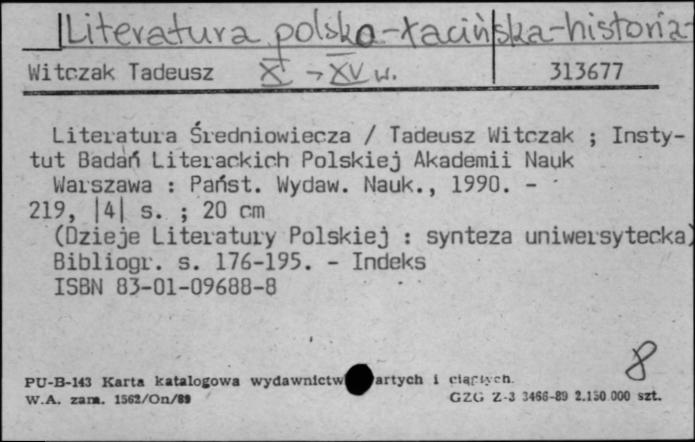 Literatura polsko-łacińska-historia-
Witczak Tadeusz XI → XV w. 313677
Literatura Średniowiecza / Tadeusz Witczak ; Insty-
tut Badań Literackich Polskiej Akademii Nauk
Warszawa : Państ. Wydaw. Nauk., 1990. -
219, |4| s. ; 20 cm
(Dzieje Literatury Polskiej : synteza uniwersytecka)
Bibliogr. s. 176-195. - Indeks
ISBN 83-01-09688-8
8
PU-B-143 Karta katalogowa wydawnictw artych i ciągłych.
W.A. zam. 1562/On/89 GZG Z-3 3466-89 2.150 000 szt.